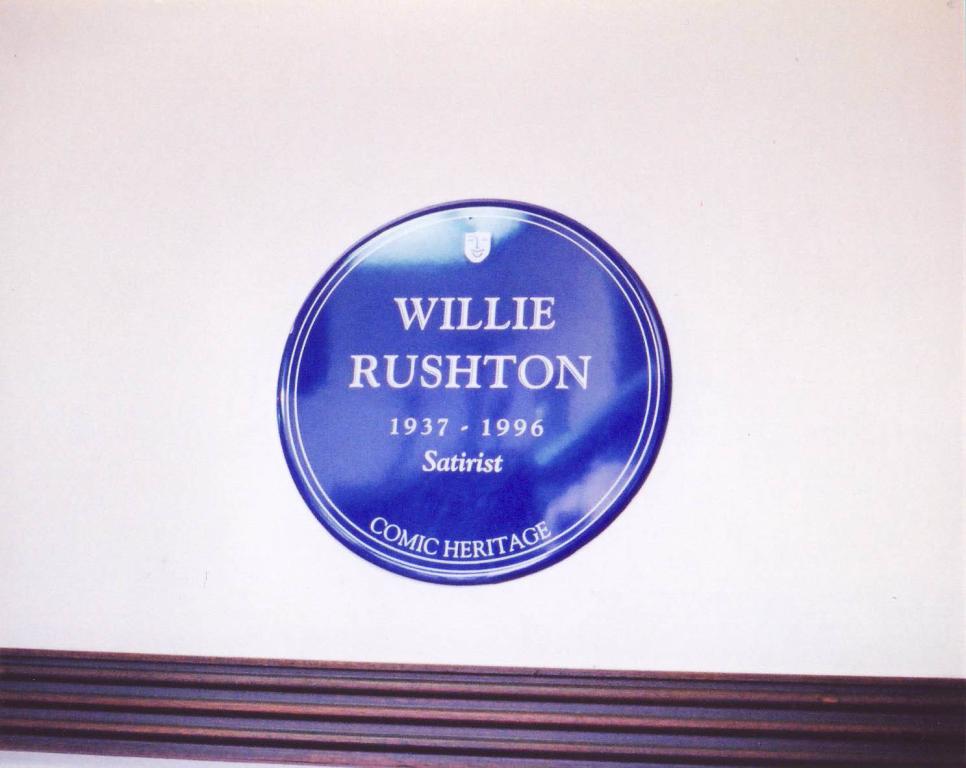 WILLIE
RUSHTON
1937 - 1996
Satirist
COMIC HERITAGE